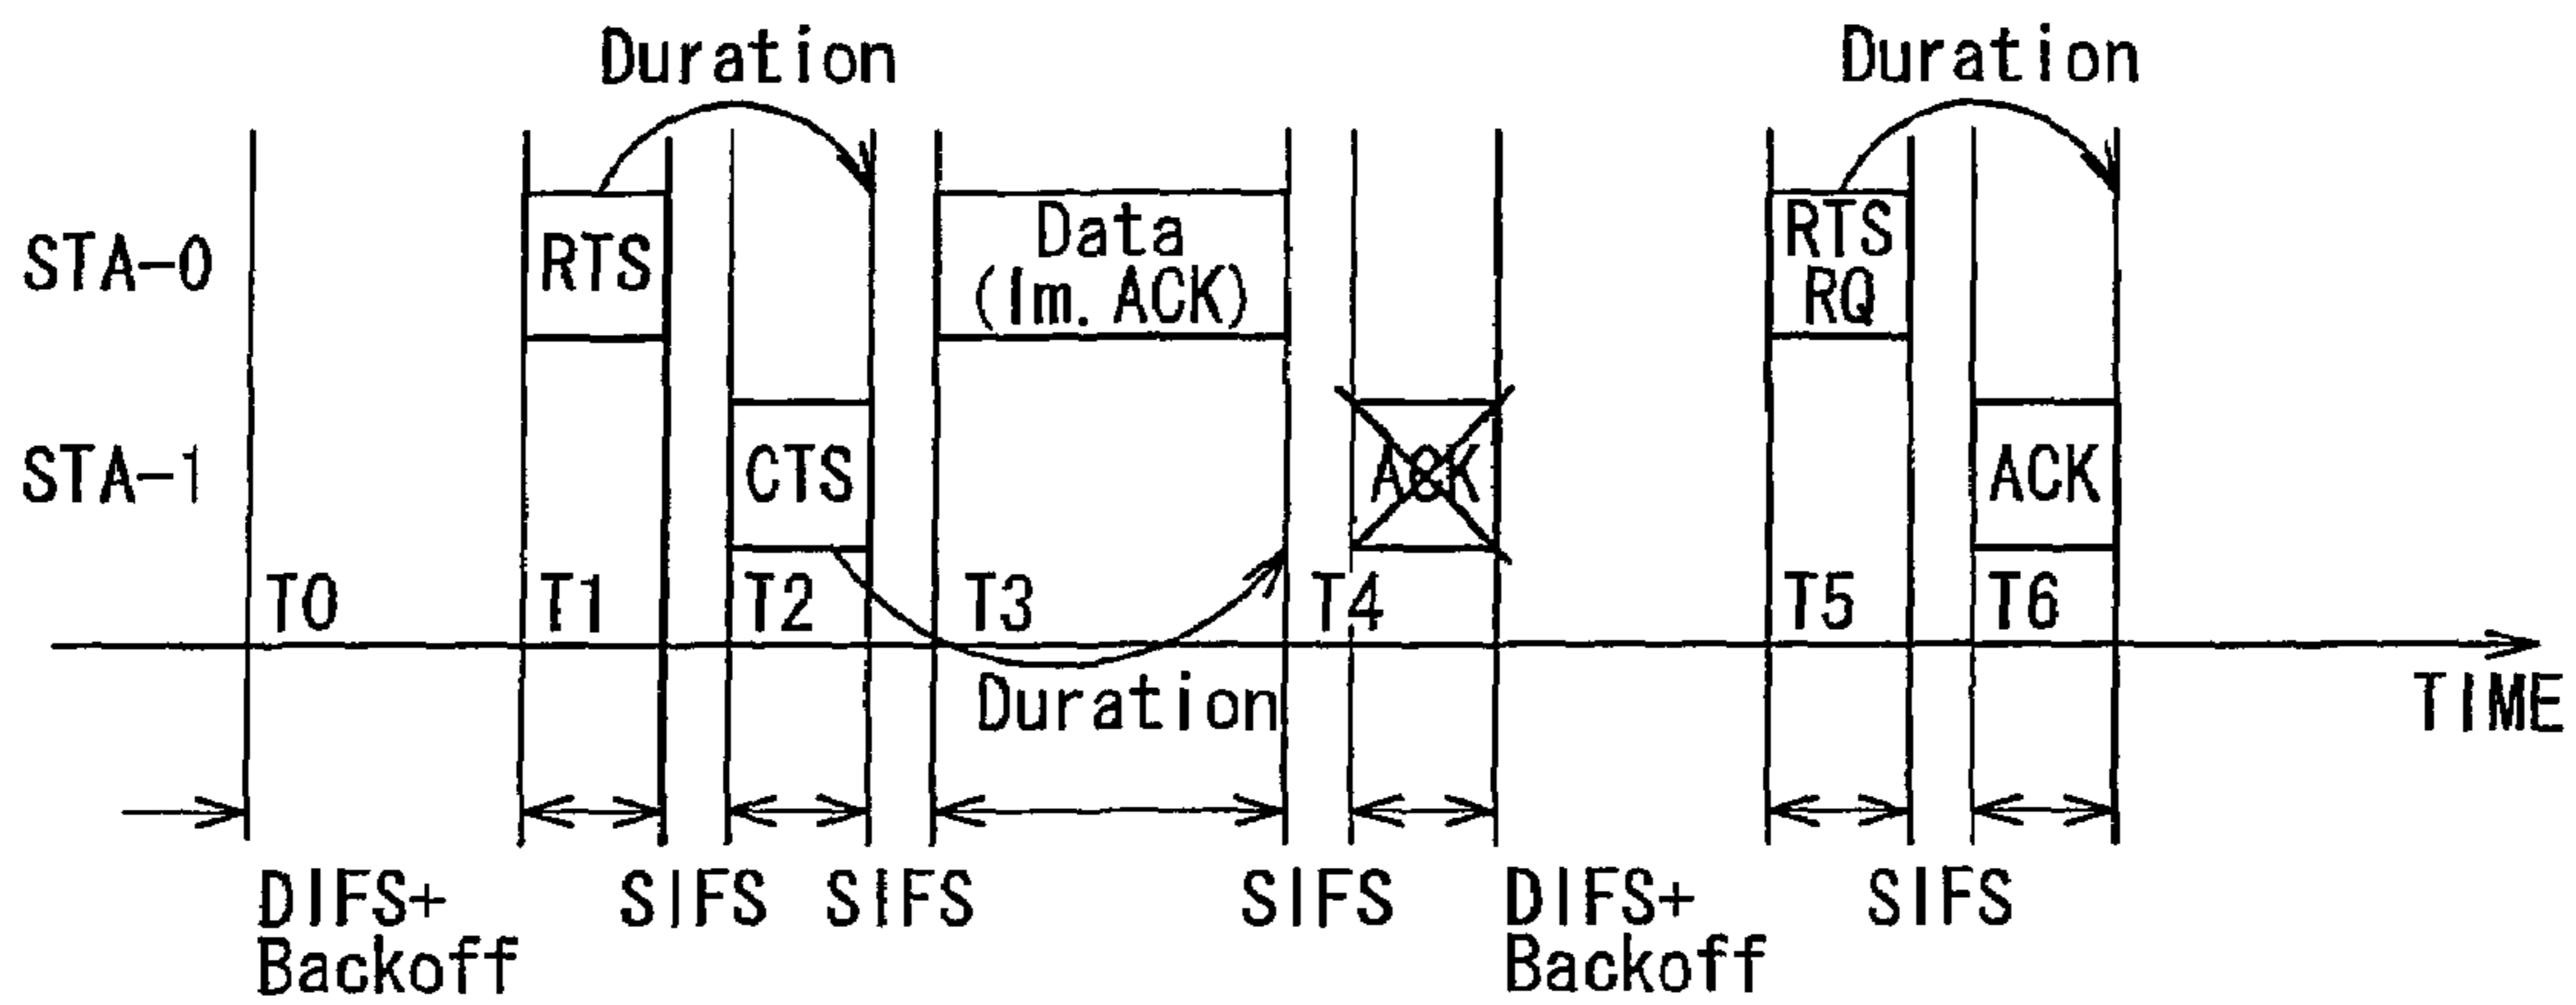 Duration
Duration
STA-0
RTS
Data
(Im. ACK)
RTS
RQ
STA-1
CTS
ACK
ACK
T0
T1
T2
T3
T4
T5
T6
Duration
TIME
DIFS+
Backoff
SIFS
SIFS
SIFS
DIFS+
Backoff
SIFS